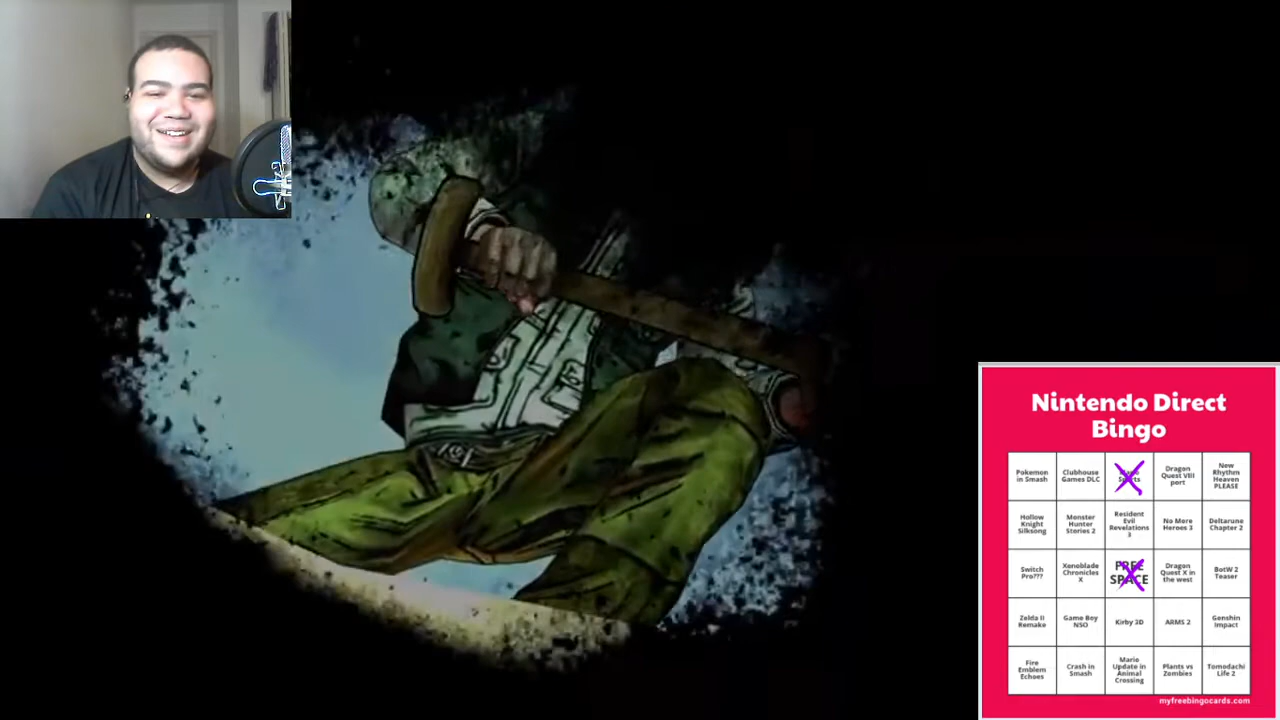 Nintendo Direct
Bingo
Pokemon
in Smash
Clubhouse
Games DLC
Dragon
Quest VIII
port
New
Rhythm
Heaven
PLEASE
Hollow
Knight
Silksong
Monster
Hunter
Stories 2
Resident
Evil
Revelations
3
No More
Heroes 3
Deltarune
Chapter 2
Switch
Pro???
Xenoblade
Chronicles
X
FREE
SPACE
Dragon
Quest X in
the west
BotW 2
Teaser
Zelda II
Remake
Game Boy
NSO
Kirby 3D
ARMS 2
Genshin
Impact
Fire
Emblem
Echoes
Crash in
Smash
Mario
Update in
Animal
Crossing
Plants vs
Zombies
Tomodachi
Life 2
myfreebingocards.com